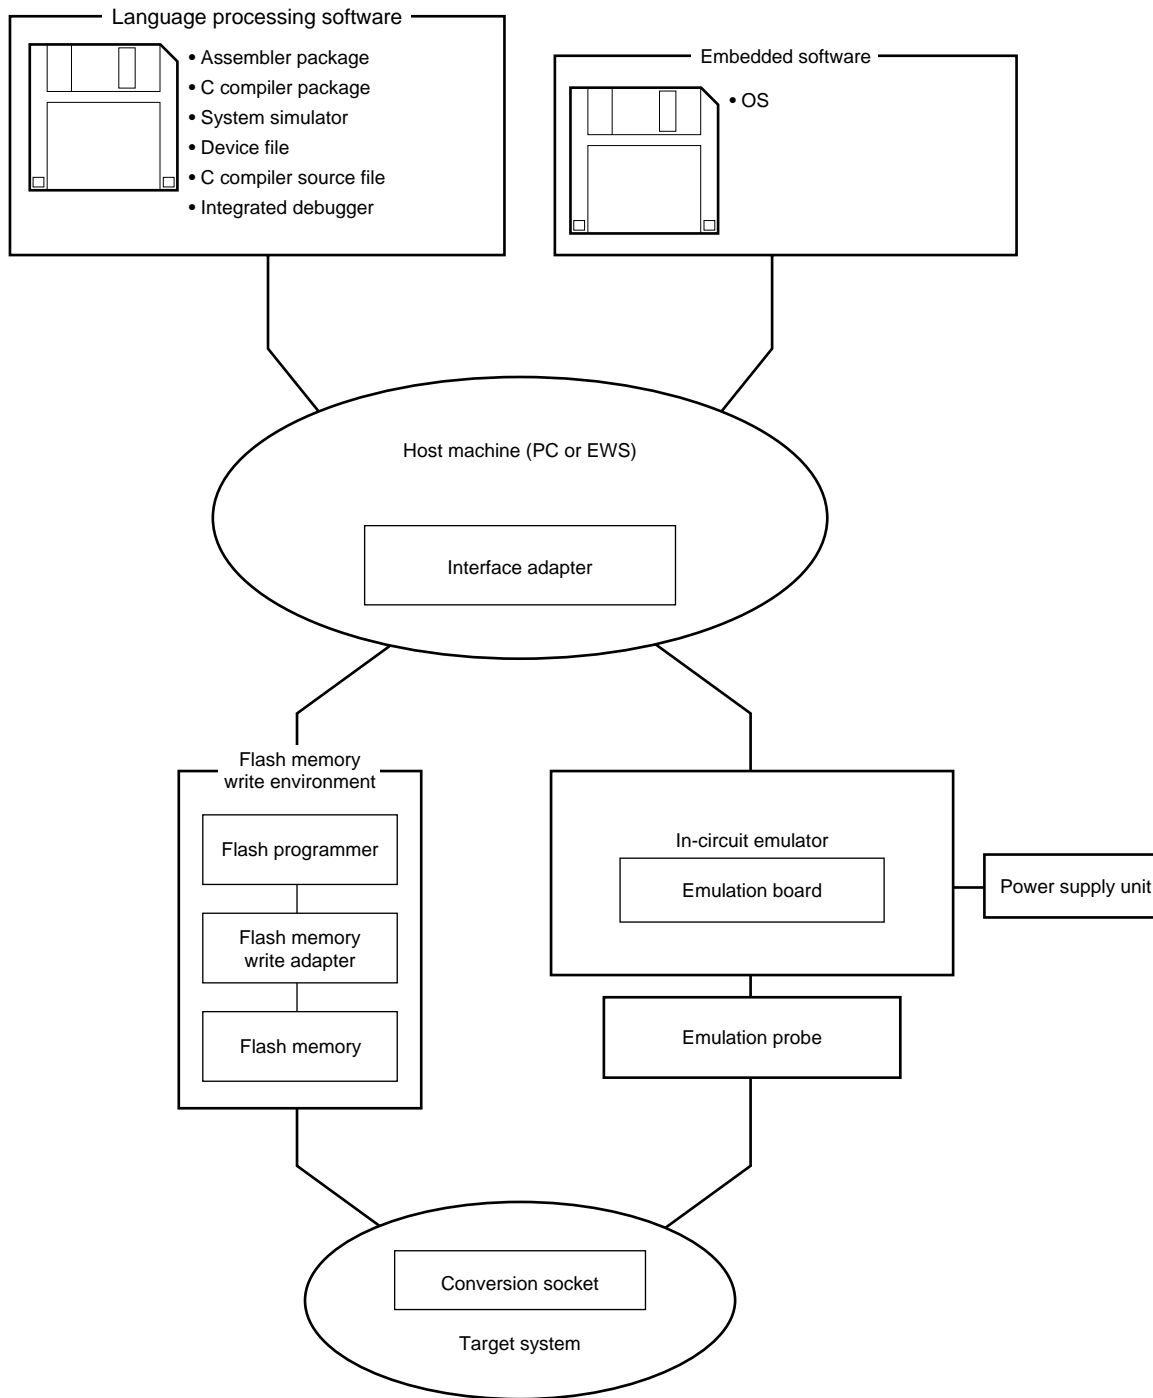 Language processing software
• Assembler package
• C compiler package
• System simulator
• Device file
• C compiler source file
• Integrated debugger
Embedded software
• OS
Host machine (PC or EWS)
Interface adapter
Flash memory
write environment
Flash programmer
Flash memory
write adapter
Flash memory
In-circuit emulator
Emulation board
Power supply unit
Emulation probe
Conversion socket
Target system